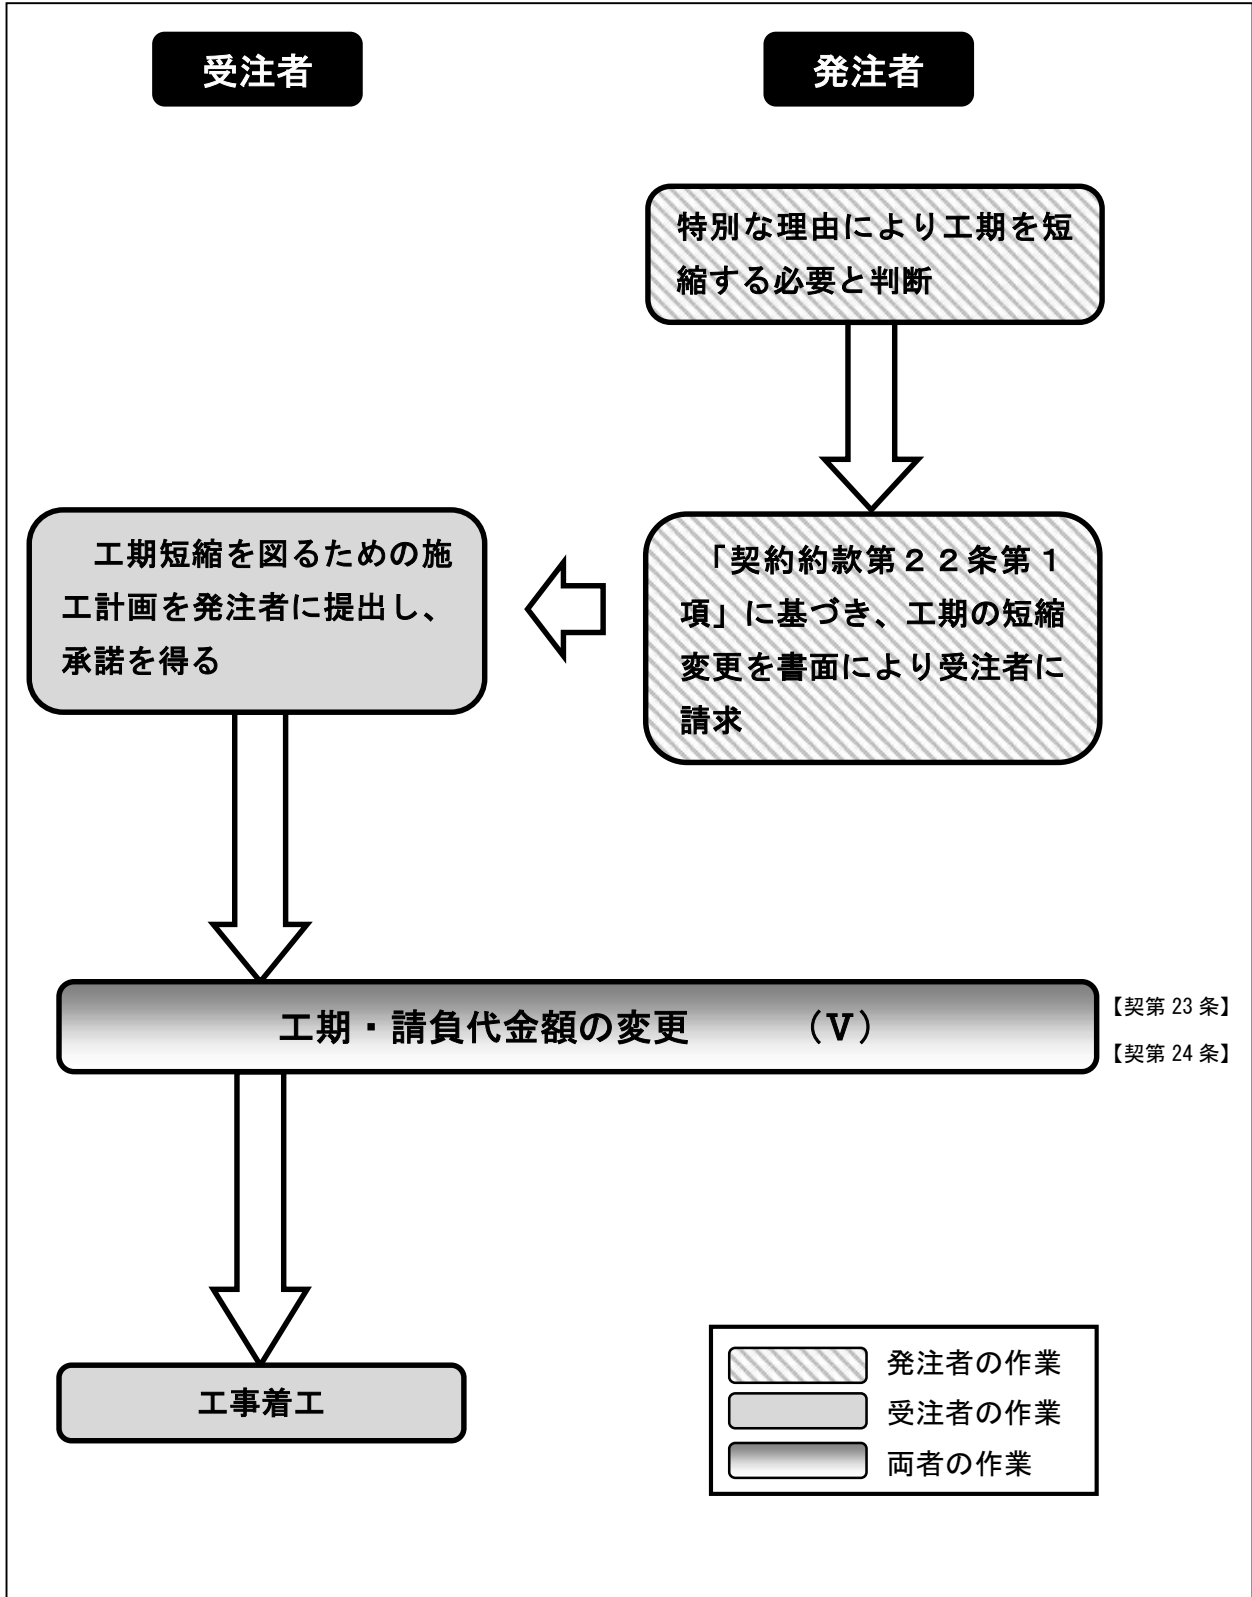 受注者
発注者
特別な理由により工期を短
縮する必要と判断
「契約約款第２２条第１
項」に基づき、工期の短縮
変更を書面により受注者に
請求
工期短縮を図るための施
工計画を発注者に提出し、
承諾を得る
工期・請負代金額の変更　　　（Ⅴ）
【契第 23 条】
【契第 24 条】
工事着工
発注者の作業
受注者の作業
両者の作業